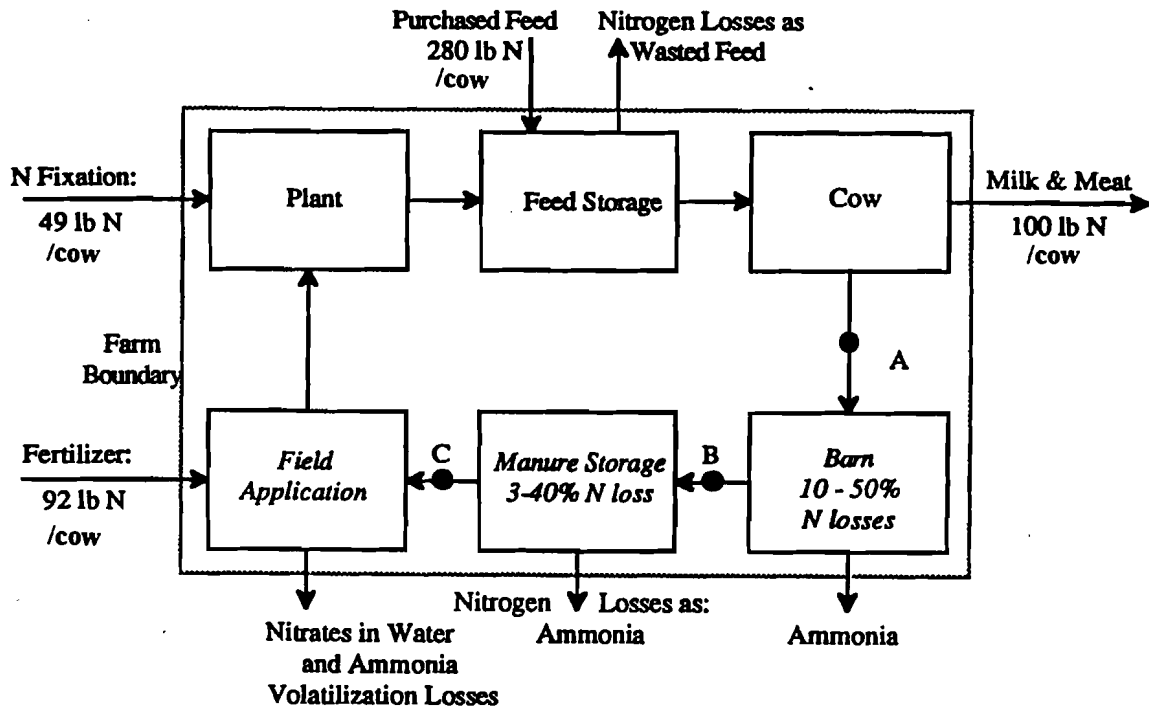 Purchased Feed
280 lb N
/cow
Nitrogen Losses as
Wasted Feed
N Fixation:
49 lb N
/cow
Plant
Feed Storage
Cow
Milk & Meat
100 lb N
/cow
Farm
Boundary
A
Fertilizer:
92 lb N
/cow
Field
Application
C
Manure Storage
3-40% N loss
B
Barn
10 - 50%
N losses
Nitrogen Losses as:
Nitrates in Water
and Ammonia
Volatilization Losses
Ammonia
Ammonia